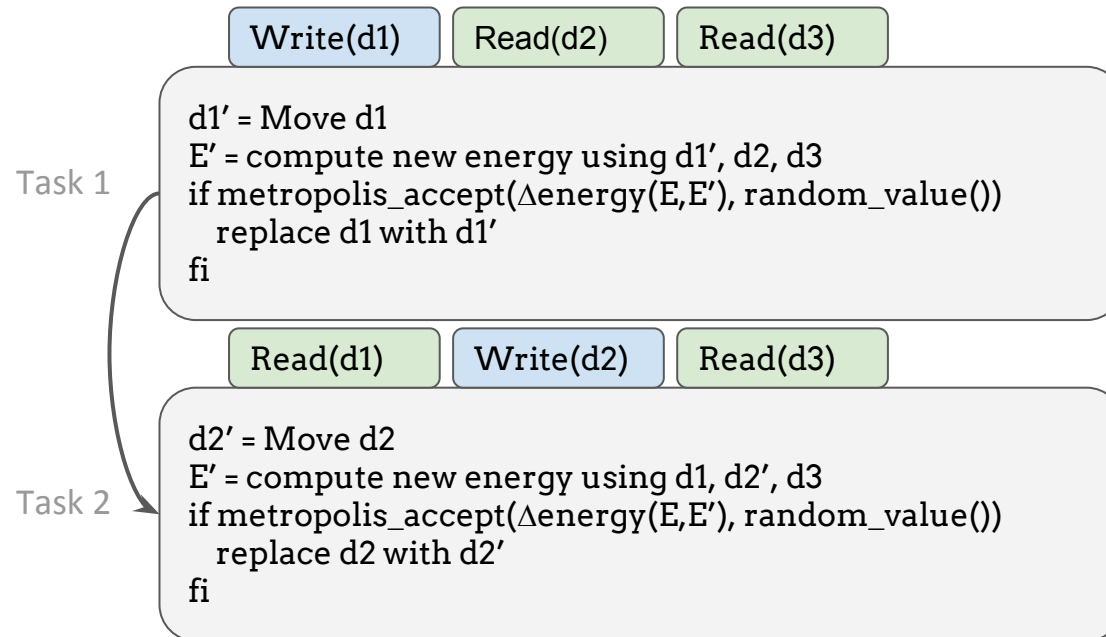 Write(d1) Read(d2) Read(d3)
Task 1
d1′ = Move d1
E′ = compute new energy using d1′, d2, d3
if metropolis_accept(Δenergy(E,E′), random_value())
replace d1 with d1′
fi
Read(d1) Write(d2) Read(d3)
Task 2
d2′ = Move d2
E′ = compute new energy using d1, d2′, d3
if metropolis_accept(Δenergy(E,E′), random_value())
replace d2 with d2′
fi